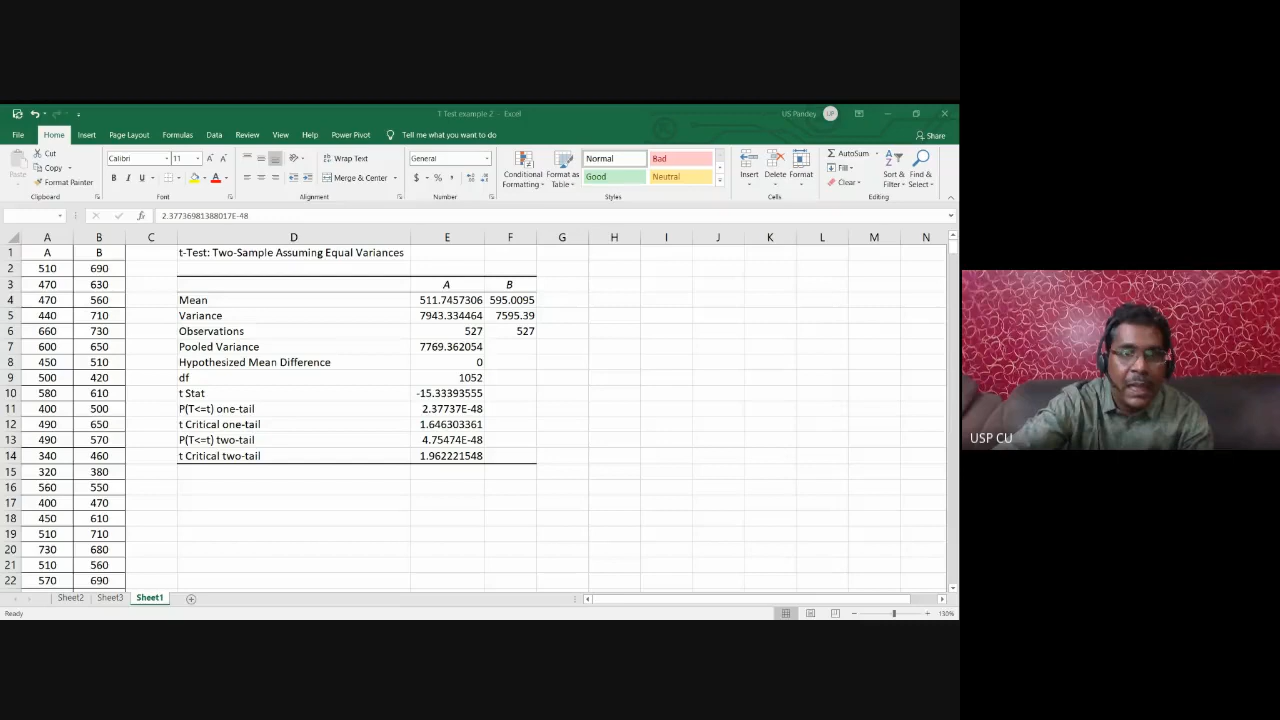 T Test example 2 - Excel
US Pandey
UP
File Home Insert Page Layout Formulas Data Review View Help Power Pivot Tell me what you want to do
Share
Paste
Cut
Copy
Format Painter
Clipboard
Calibri 11
Font
Wrap Text
Merge & Center
Alignment
General
Number
Conditional Formatting
Format as Table
Normal Bad
Good Neutral
Styles
Insert Delete Format
Cells
AutoSum
Fill
Clear
Sort & Filter
Find & Select
Editing
2.37736981388017E-48
A B C D E F G H I J K L M N
1 A B t-Test: Two-Sample Assuming Equal Variances
2 510 690
3 470 630 A B
4 470 560 Mean 511.7457306 595.0095
5 440 710 Variance 7943.334464 7595.39
6 660 730 Observations 527 527
7 600 650 Pooled Variance 7769.362054
8 450 510 Hypothesized Mean Difference 0
9 500 420 df 1052
10 580 610 t Stat -15.33393555
11 400 500 P(T<=t) one-tail 2.37737E-48
12 490 650 t Critical one-tail 1.646303361
13 490 570 P(T<=t) two-tail 4.75474E-48
14 340 460 t Critical two-tail 1.962221548
15 320 380
16 560 550
17 400 470
18 450 610
19 510 710
20 730 680
21 510 560
22 570 690
Sheet2 Sheet3 Sheet1
Ready
130%
USP CU